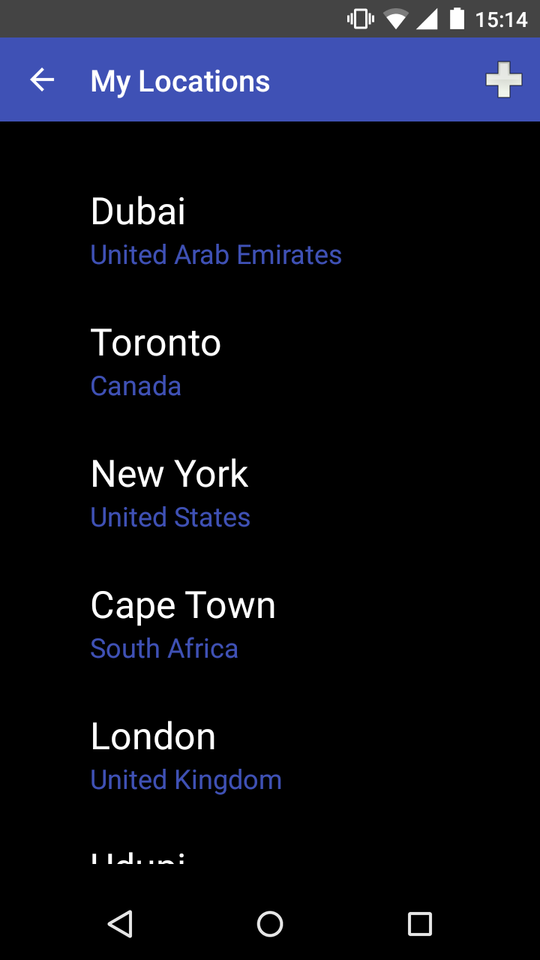 15:14
My Locations
Dubai
United Arab Emirates
Toronto
Canada
New York
United States
Cape Town
South Africa
London
United Kingdom